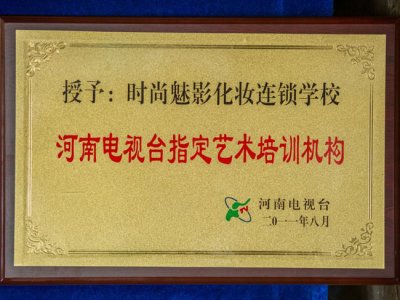 授予：时尚魅影化妆连锁学校
河南电视台指定艺术培训机构
河南电视台
二0一一年八月